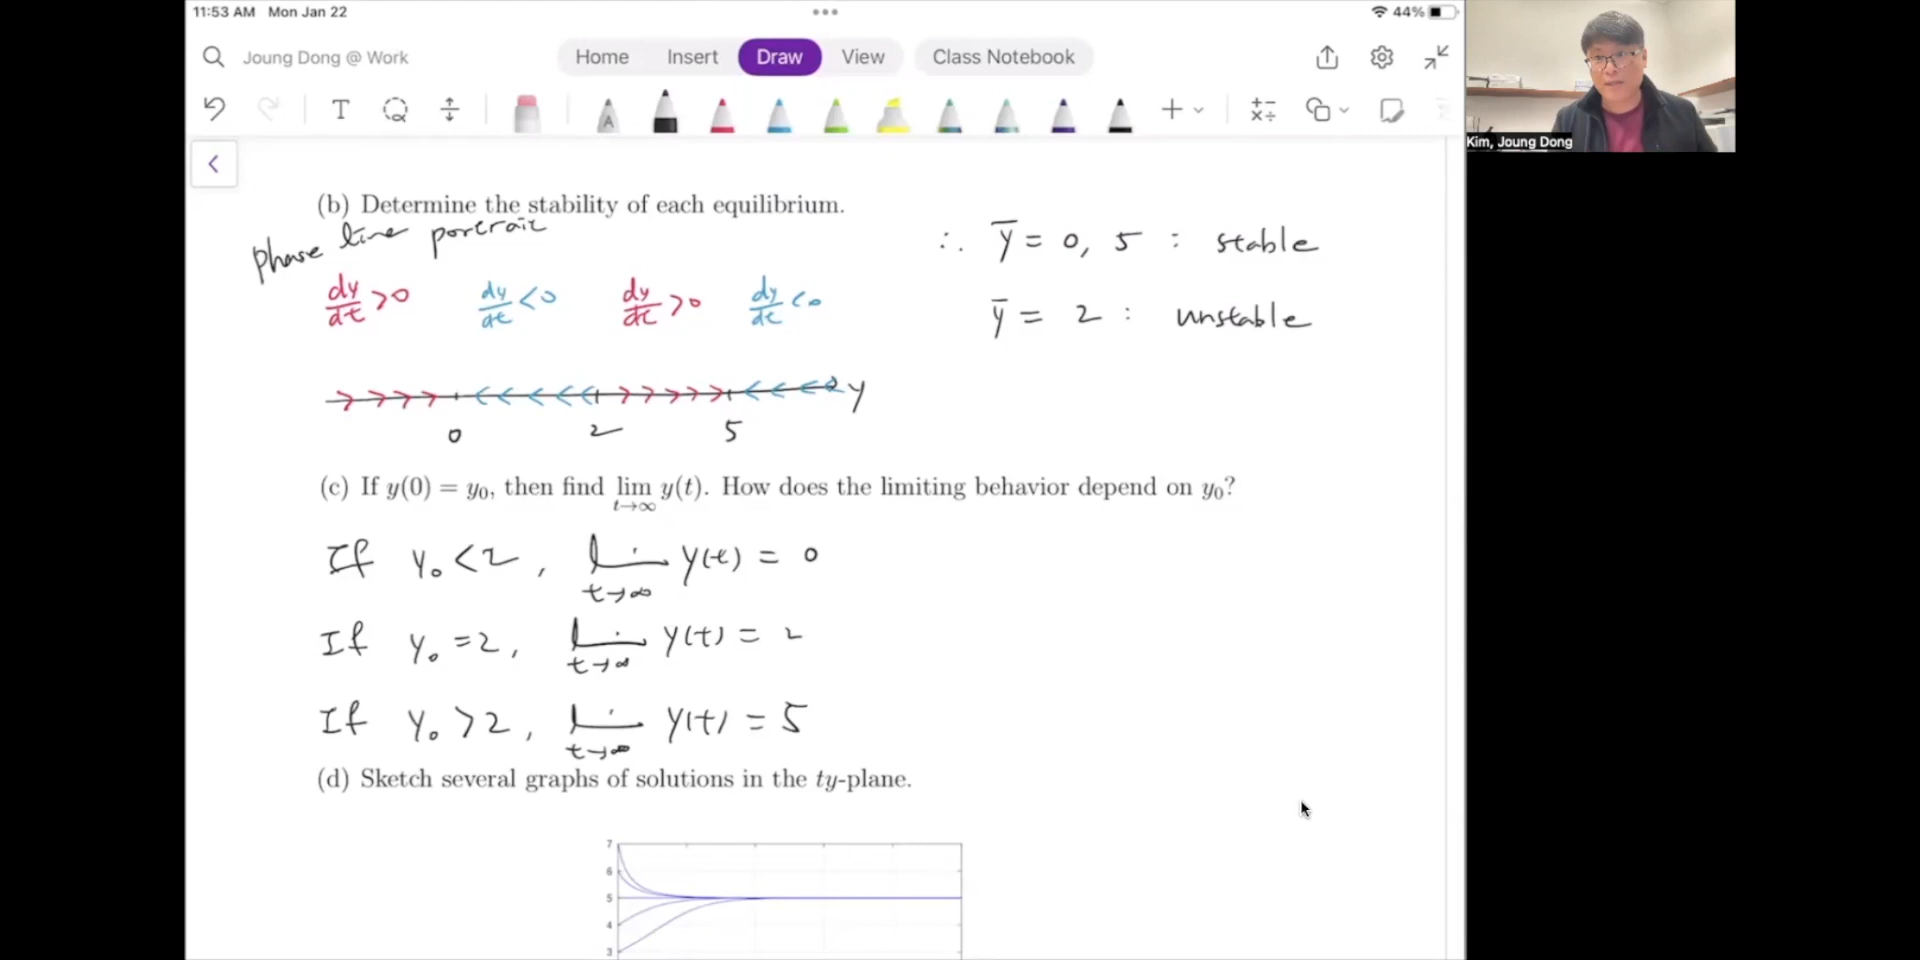 11:53 AM Mon Jan 22
44%
Joung Dong @ Work
Home Insert Draw View Class Notebook
T
A
Kim, Joung Dong
(b) Determine the stability of each equilibrium.
phase line portrait
∴ ȳ = 0, 5 : stable
dy/dt > 0 dy/dt < 0 dy/dt > 0 dy/dt < 0
ȳ = 2 : unstable
y
0 2 5
(c) If y(0) = y₀, then find lim t→∞ y(t). How does the limiting behavior depend on y₀?
If y₀ < 2, lim t→∞ y(t) = 0
If y₀ = 2, lim t→∞ y(t) = 2
If y₀ > 2, lim t→∞ y(t) = 5
(d) Sketch several graphs of solutions in the ty-plane.
7
6
5
4
3